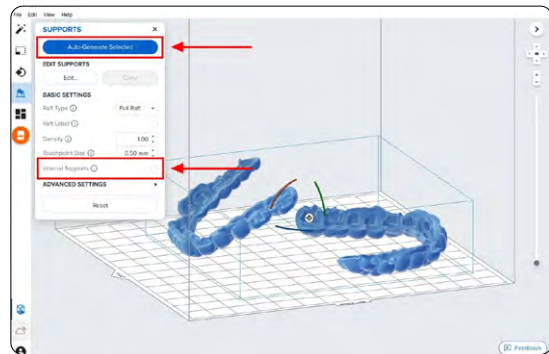 File Edit View Help
SUPPORTS
Auto-Generate Selected
EDIT SUPPORTS
Edit...
Clear
BASIC SETTINGS
Raft Type Full Raft
Raft Label
Density 1.00
Touchpoint Size 0.50 mm
Internal Supports
ADVANCED SETTINGS
Reset
Feedback